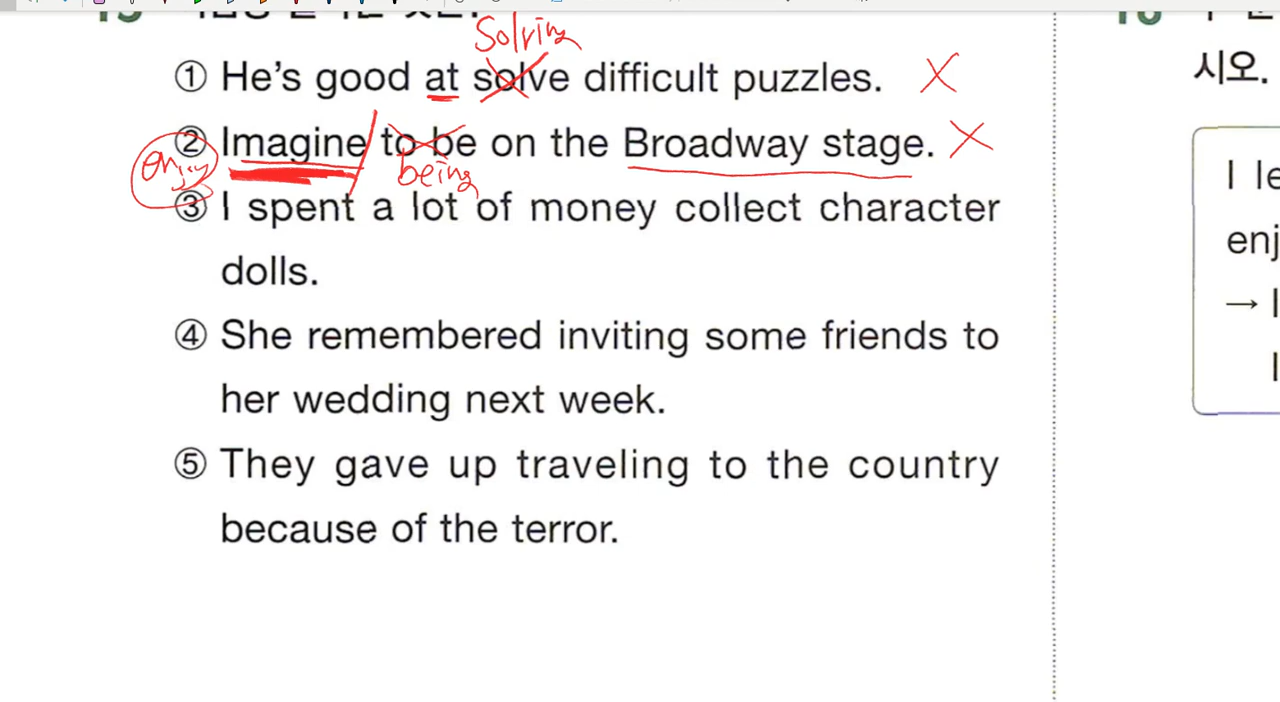 solving
① He's good at solve difficult puzzles. X
② Imagine to be on the Broadway stage. X
enjoy being
③ I spent a lot of money collect character
dolls.
④ She remembered inviting some friends to
her wedding next week.
⑤ They gave up traveling to the country
because of the terror.
시오.
I le
enj
→ I
I